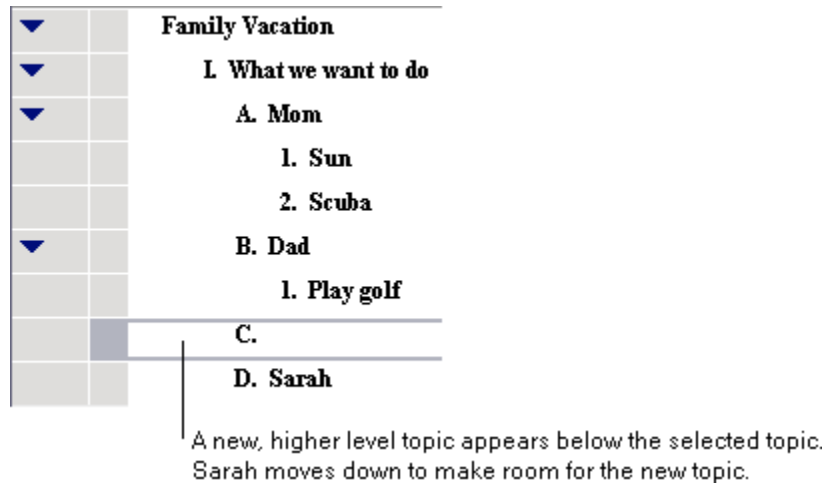 Family Vacation
I. What we want to do
A. Mom
1. Sun
2. Scuba
B. Dad
1. Play golf
C.
D. Sarah
A new, higher level topic appears below the selected topic.
Sarah moves down to make room for the new topic.